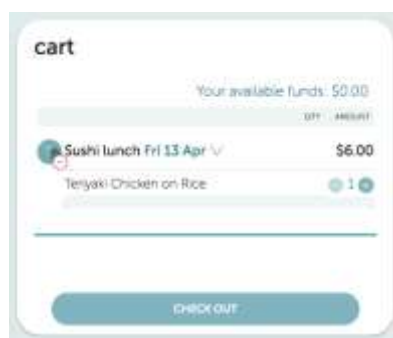 cart
Your available funds: $0.00
QTY AMOUNT
Sushi lunch Fri 13 Apr $6.00
Teriyaki Chicken on Rice 1
CHECK OUT